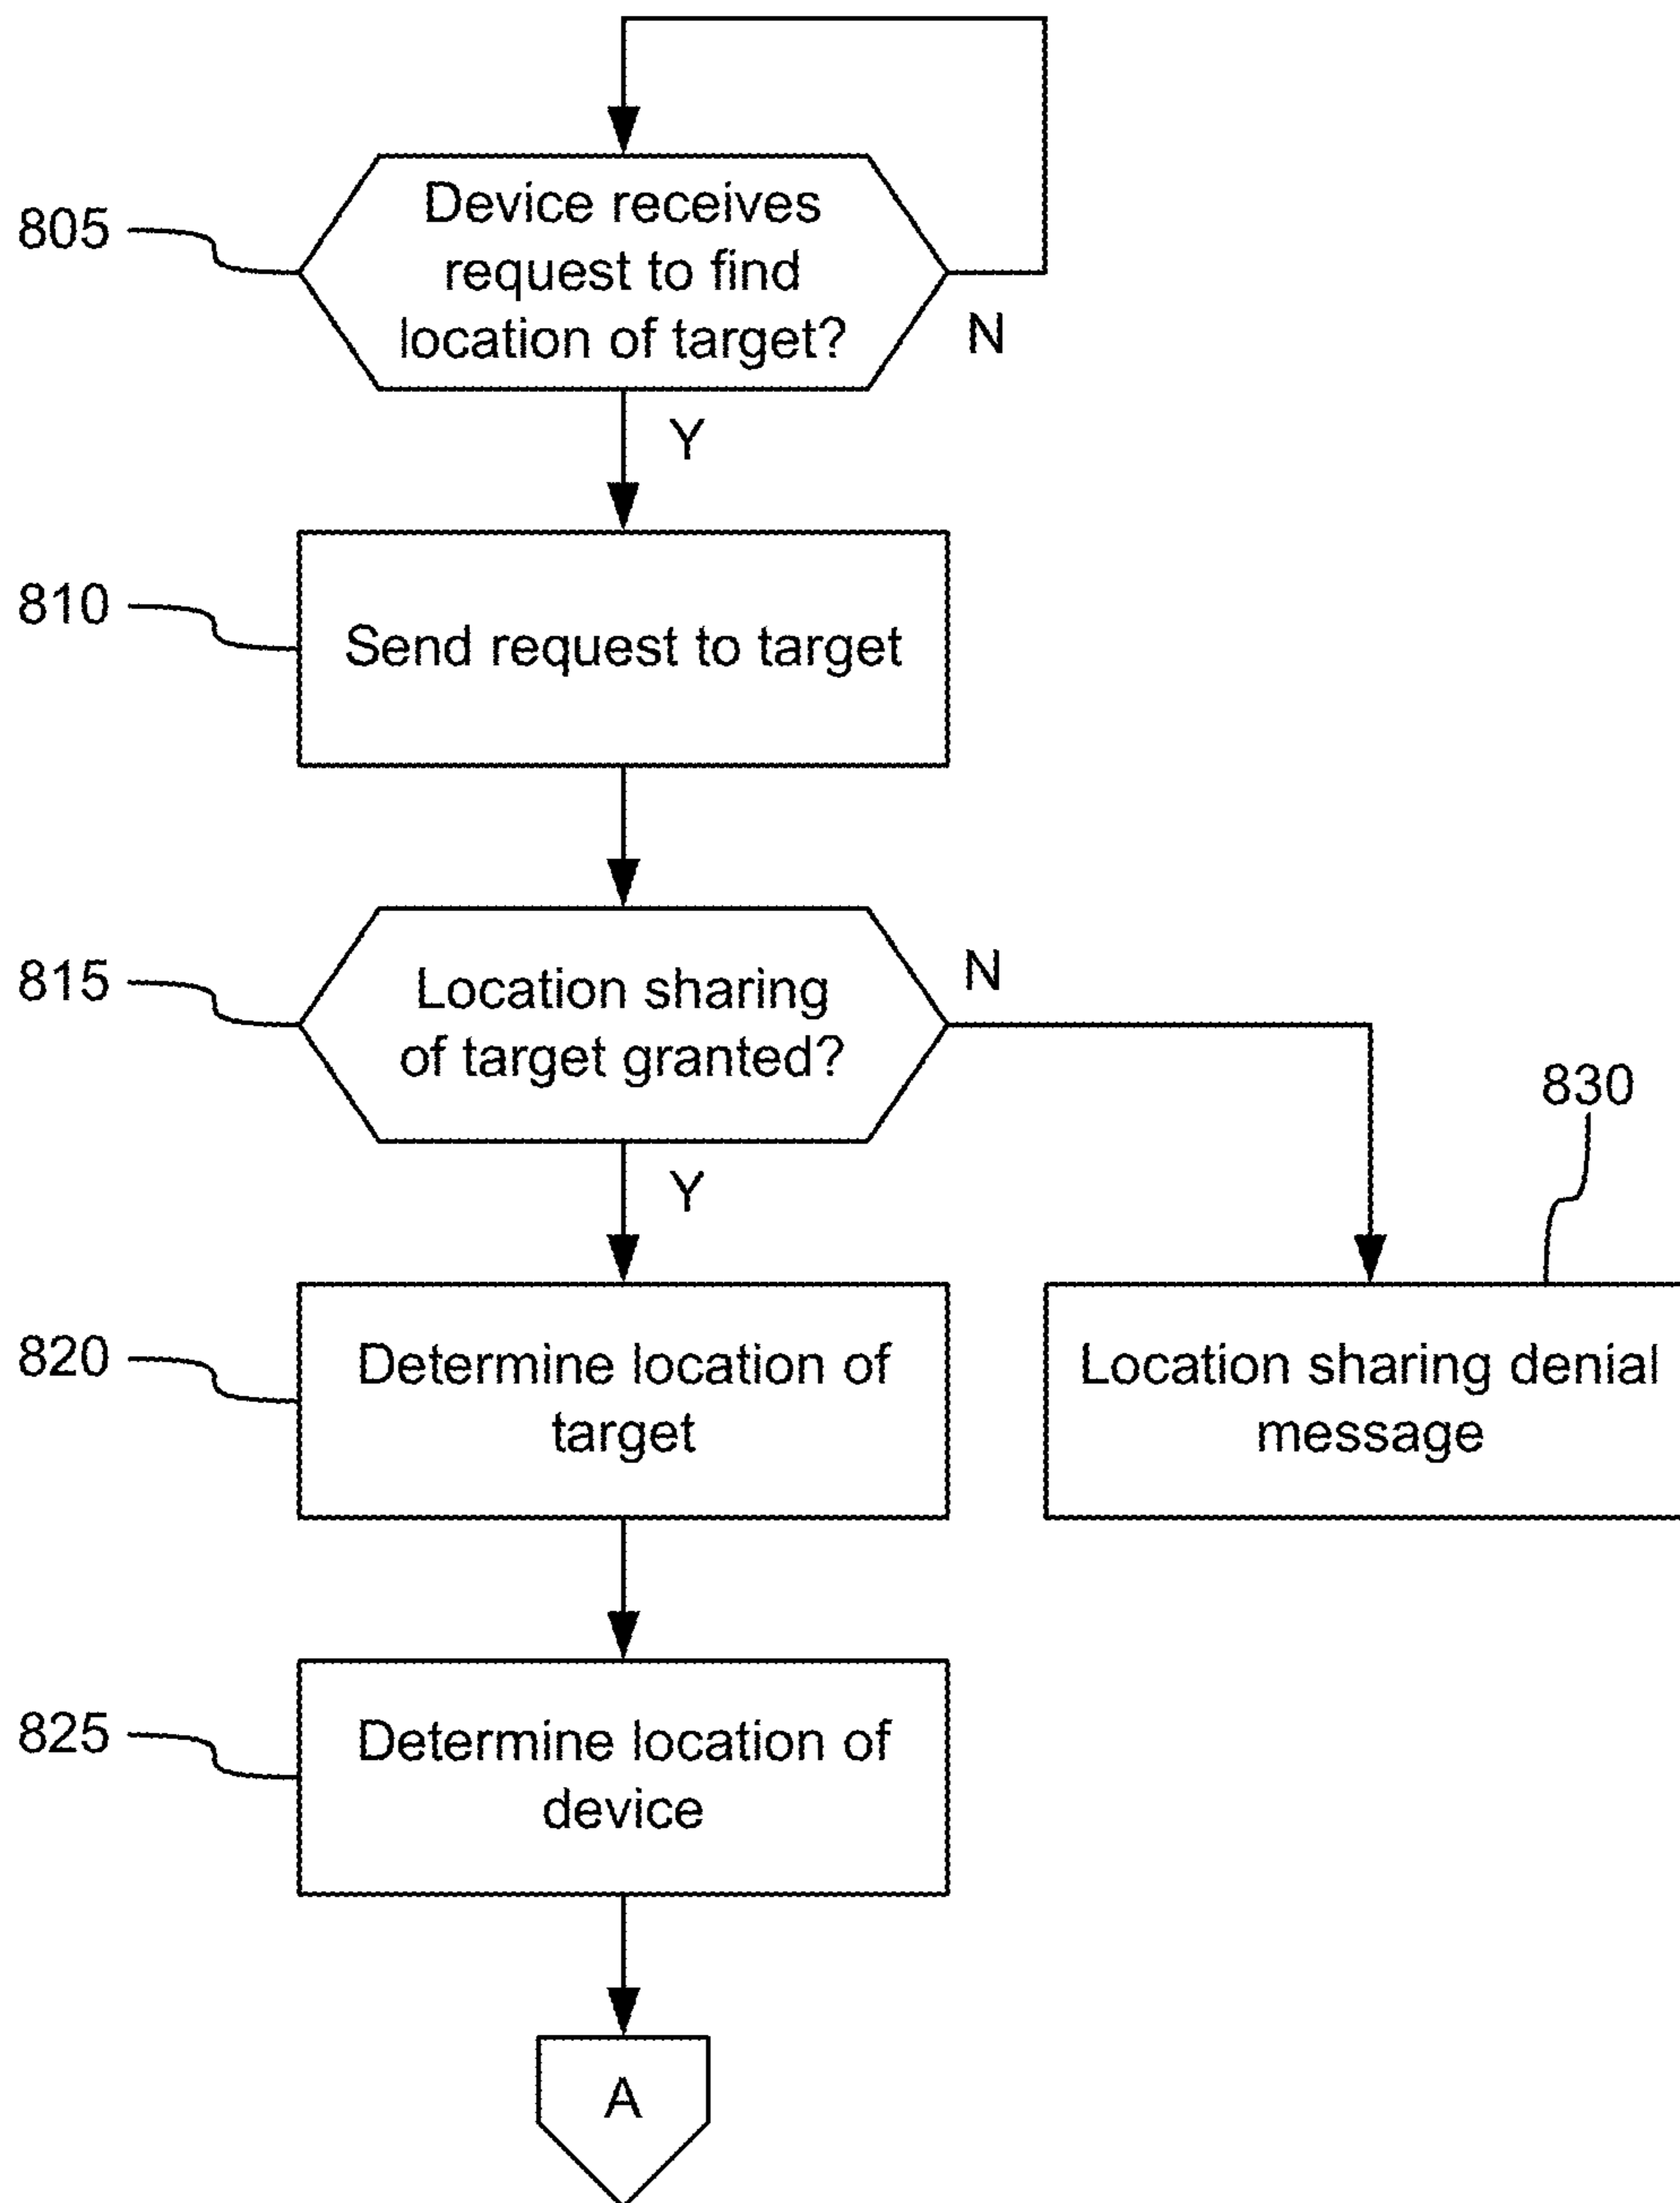 805
Device receives
request to find
location of target?
N
Y
810
Send request to target
815
Location sharing
of target granted?
N
830
Y
820
Determine location of
target
Location sharing denial
message
825
Determine location of
device
A